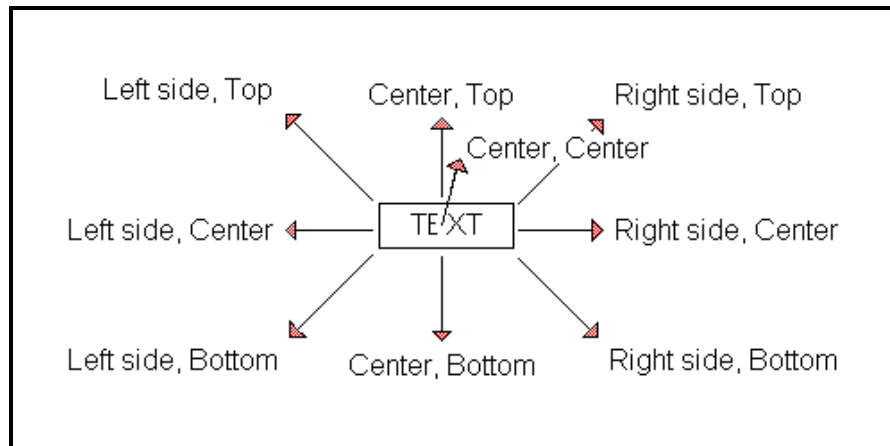 Left side, Top
Center, Top
Right side, Top
Center, Center
Left side, Center
TEXT
Right side, Center
Left side, Bottom
Center, Bottom
Right side, Bottom